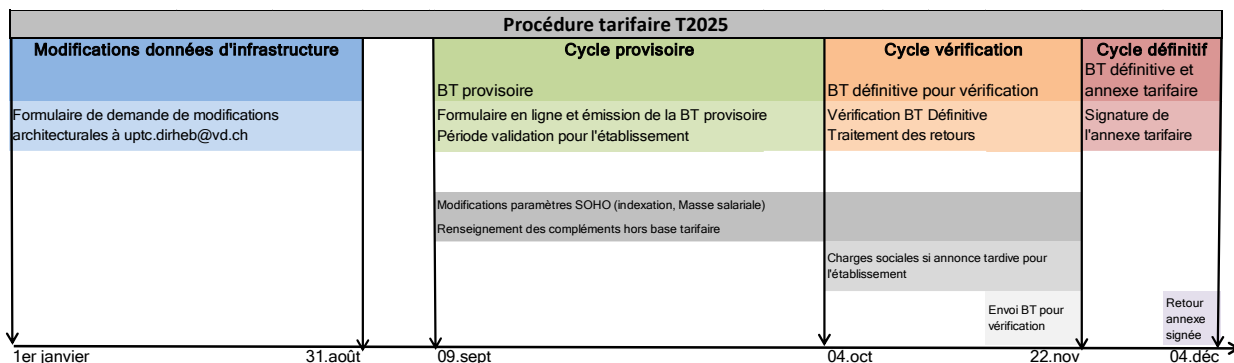 Procédure tarifaire T2025
Modifications données d'infrastructure
Cycle provisoire
Cycle vérification
Cycle définitif
BT provisoire
BT définitive pour vérification
BT définitive et
annexe tarifaire
Formulaire de demande de modifications
architecturales à uptc.dirheb@vd.ch
Formulaire en ligne et émission de la BT provisoire
Période validation pour l'établissement
Vérification BT Définitive
Traitement des retours
Signature de
l'annexe tarifaire
Modifications paramètres SOHO (indexation, Masse salariale)
Renseignement des compléments hors base tarifaire
Charges sociales si annonce tardive pour
l'établissement
Envoi BT pour
vérification
Retour
annexe
signée
1er janvier
31.août
09.sept
04.oct
22.nov
04.déc